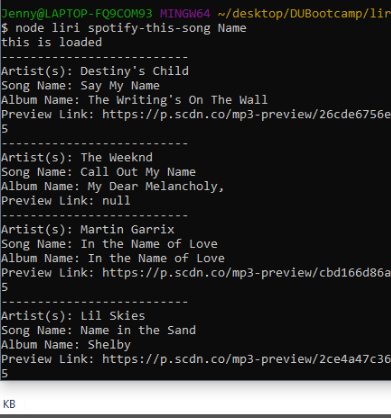 Jenny@LAPTOP-FQ9COM93 MINGW64 ~/desktop/DUBootcamp/lir
$ node liri spotify-this-song Name
this is loaded
-------------------------
Artist(s): Destiny's Child
Song Name: Say My Name
Album Name: The Writing's On The Wall
Preview Link: https://p.scdn.co/mp3-preview/26cde6756e
5
-------------------------
Artist(s): The Weeknd
Song Name: Call Out My Name
Album Name: My Dear Melancholy,
Preview Link: null
-------------------------
Artist(s): Martin Garrix
Song Name: In the Name of Love
Album Name: In the Name of Love
Preview Link: https://p.scdn.co/mp3-preview/cbd166d86a
5
-------------------------
Artist(s): Lil Skies
Song Name: Name in the Sand
Album Name: Shelby
Preview Link: https://p.scdn.co/mp3-preview/2ce4a47c36
5
KB